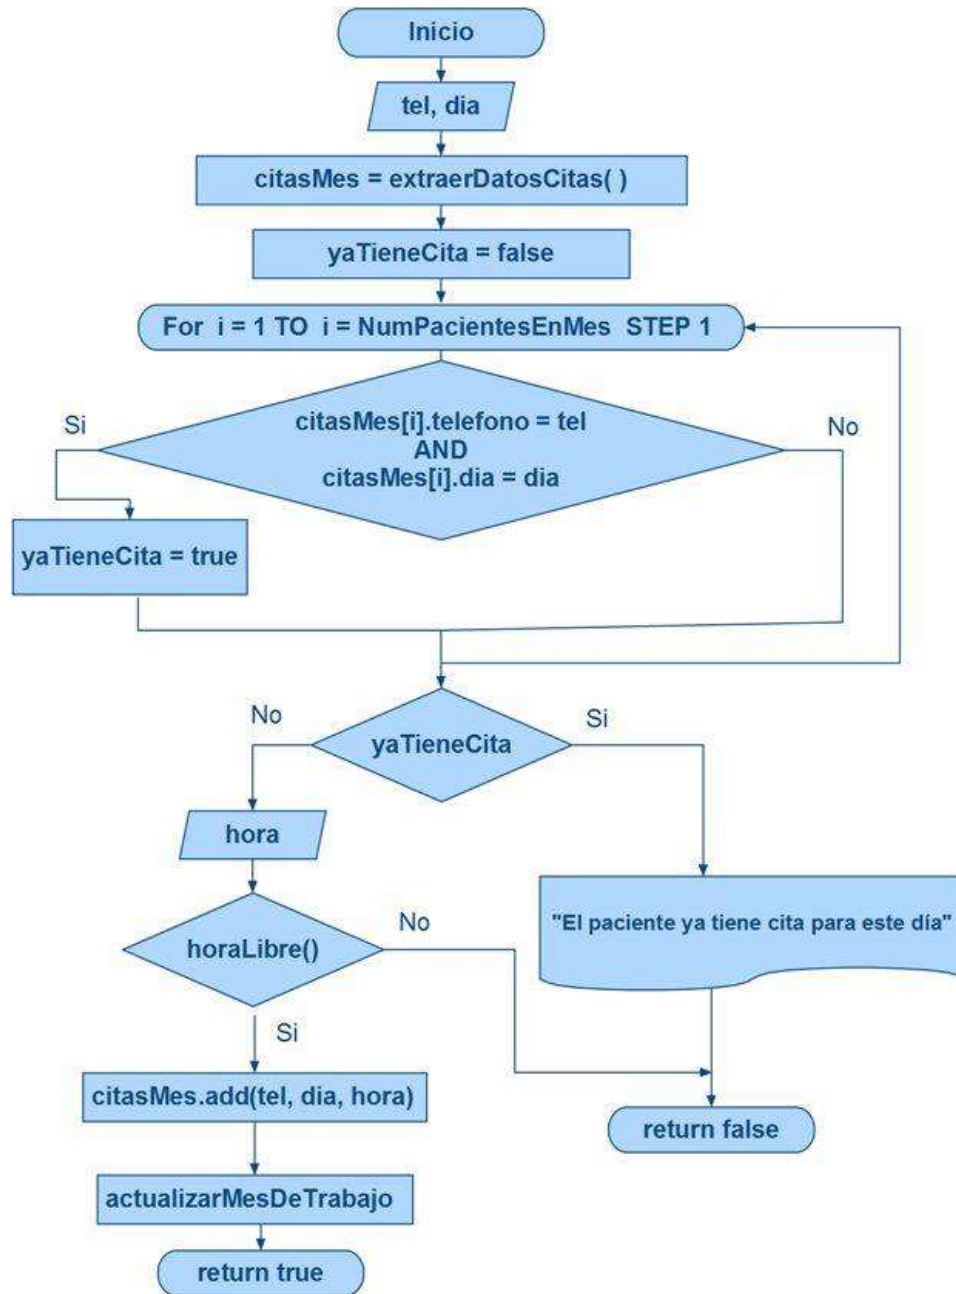 Inicio
tel, dia
citasMes = extraerDatosCitas( )
yaTieneCita = false
For i = 1 TO i = NumPacientesEnMes STEP 1
Si
citasMes[i].telefono = tel
AND
citasMes[i].dia = dia
No
yaTieneCita = true
No
yaTieneCita
Si
hora
horaLibre()
No
"El paciente ya tiene cita para este día"
Si
citasMes.add(tel, dia, hora)
return false
actualizarMesDeTrabajo
return true